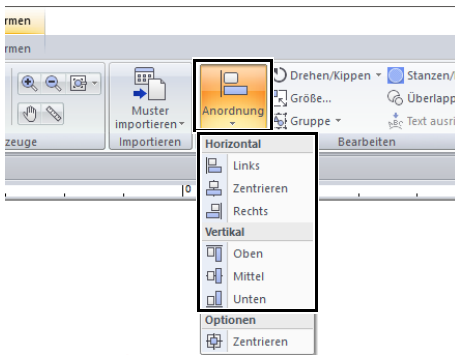 rmen
rmen
Drehen/Kippen
Stanzen/
Größe...
Überlapp
Muster
importieren
Anordnung
Gruppe
Text ausri
zeuge
Importieren
Bearbeiten
Horizontal
Links
0
Zentrieren
Rechts
Vertikal
Oben
Mittel
Unten
Optionen
Zentrieren